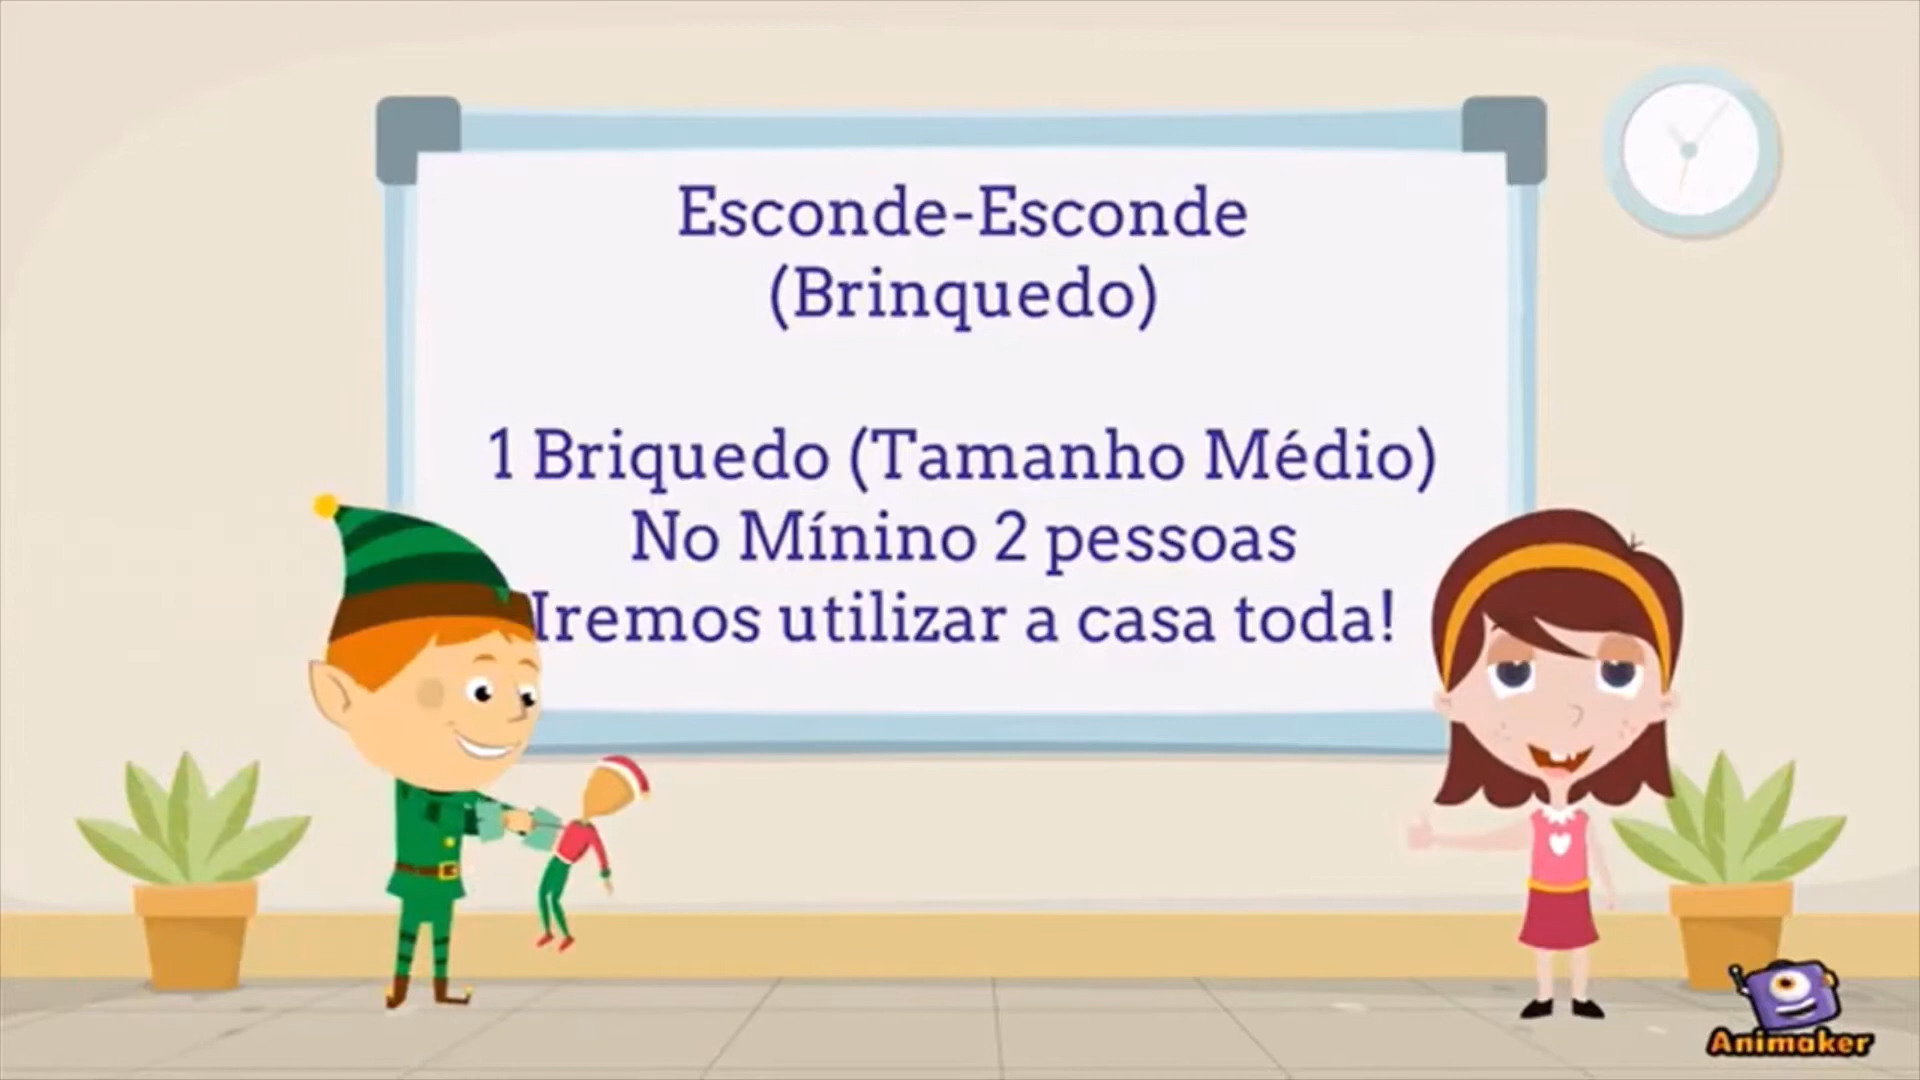 Esconde-Esconde
(Brinquedo)
1 Briquedo (Tamanho Médio)
No Mínino 2 pessoas
Iremos utilizar a casa toda!
Animaker